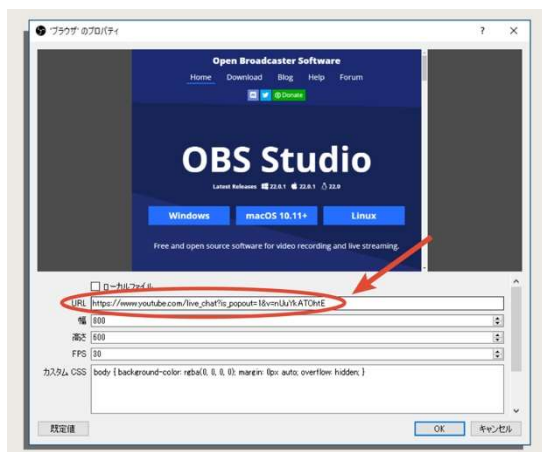 'ブラウザ' のプロパティ ? ×
Open Broadcaster Software
Home Download Blog Help Forum
Donate
OBS Studio
Latest Releases 22.0.1 22.0.1 22.0
Windows macOS 10.11+ Linux
Free and open source software for video recording and live streaming.
ローカルファイル
URL https://www.youtube.com/live_chat?is_popout=1&v=nUuYkATOhtE
幅 800
高さ 600
FPS 30
カスタム CSS body { background-color: rgba(0, 0, 0, 0); margin: 0px auto; overflow: hidden; }
既定値 OK キャンセル